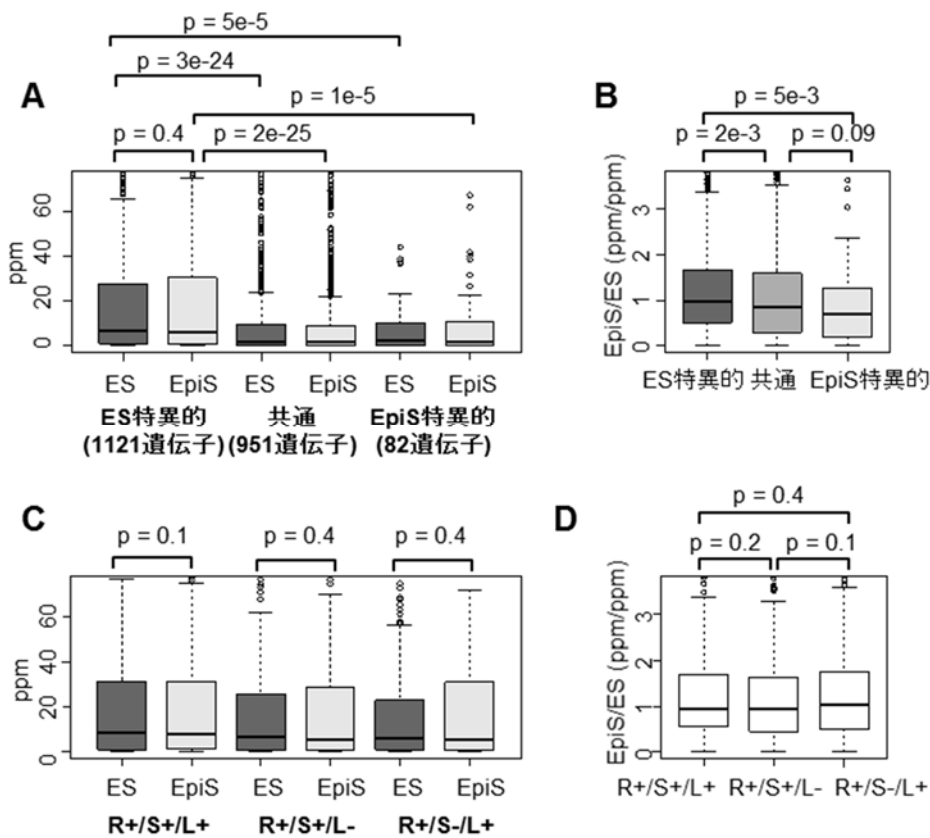 A
p = 5e-5
p = 3e-24
p = 1e-5
p = 0.4
p = 2e-25
ppm
60
40
20
0
ES
EpiS
ES
EpiS
ES
EpiS
ES特異的
(1121遺伝子)
共通
(951遺伝子)
EpiS特異的
(82遺伝子)
B
p = 5e-3
p = 2e-3
p = 0.09
EpiS/ES (ppm/ppm)
3
2
1
0
ES特異的
共通
EpiS特異的
C
p = 0.1
p = 0.4
p = 0.4
ppm
60
40
20
0
ES
EpiS
ES
EpiS
ES
EpiS
R+/S+/L+
R+/S+/L-
R+/S-/L+
D
p = 0.4
p = 0.2
p = 0.1
EpiS/ES (ppm/ppm)
3
2
1
0
R+/S+/L+
R+/S+/L-
R+/S-/L+